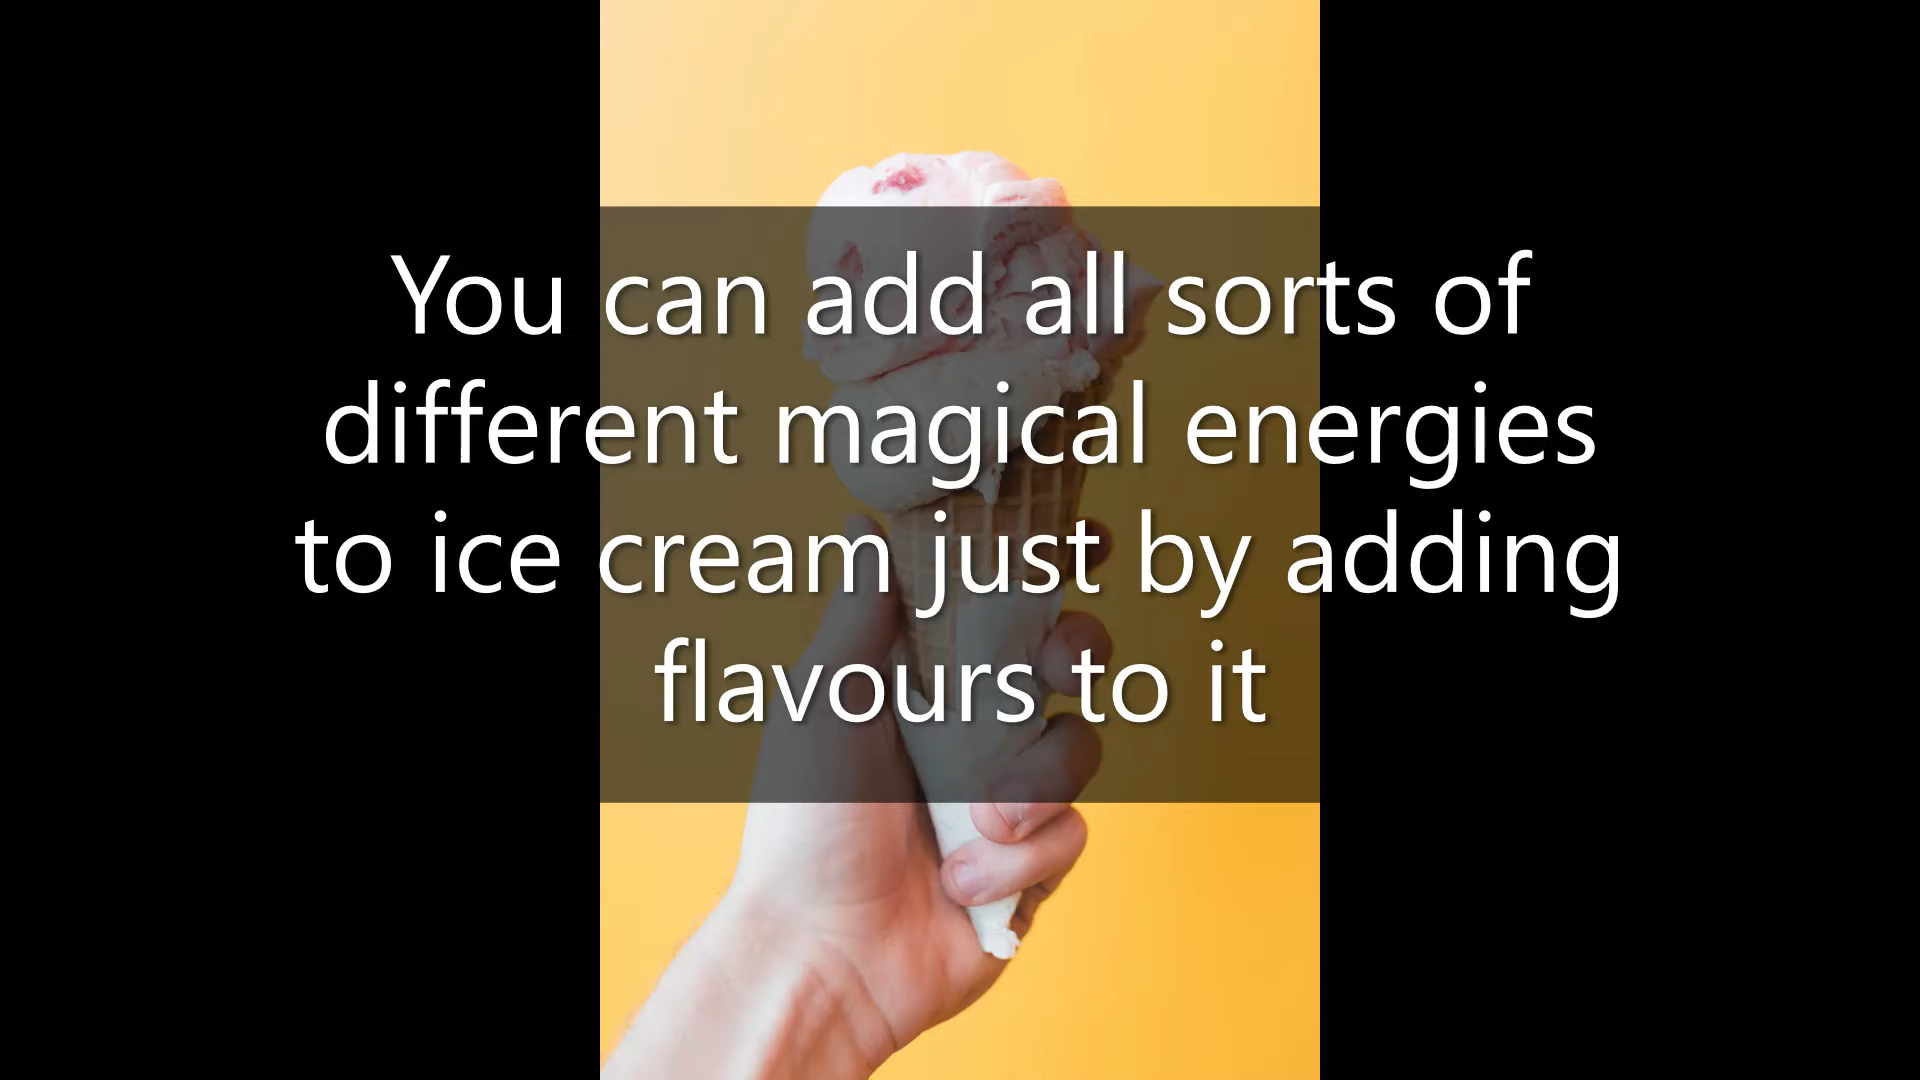 You can add all sorts of
different magical energies
to ice cream just by adding
flavours to it